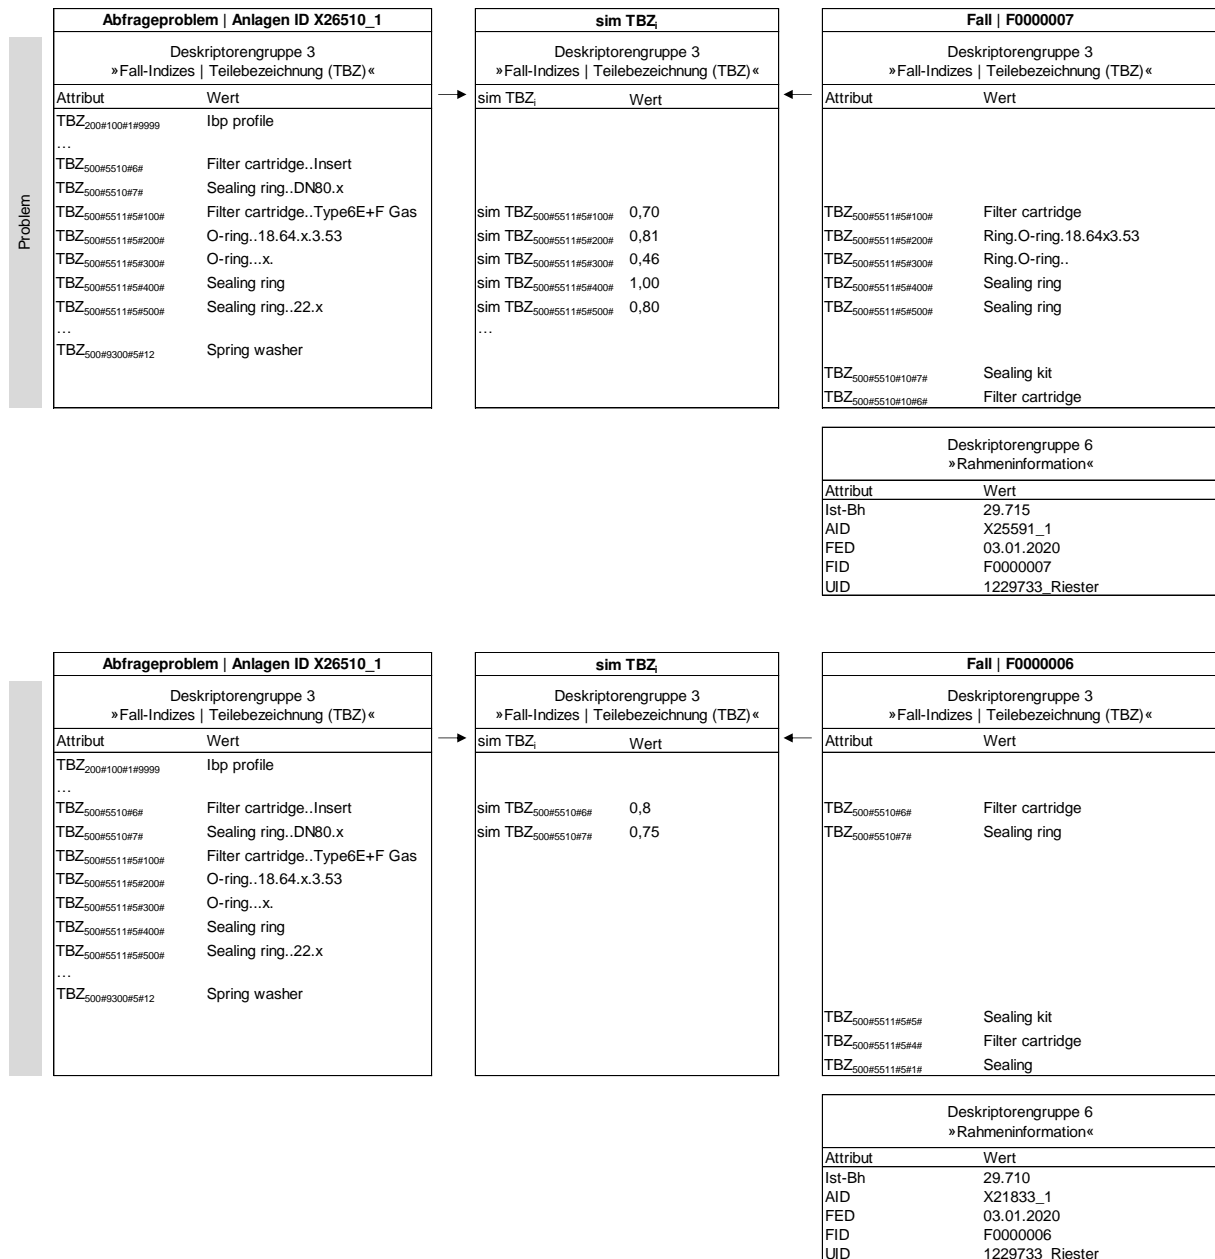 Abfrageproblem | Anlagen ID X26510_1
Deskriptorengruppe 3
»Fall-Indizes | Teilebezeichnung (TBZ)«
Attribut Wert
TBZ200#100#1#9999 Ibp profile
...
TBZ500#5510#6# Filter cartridge..Insert
TBZ500#5510#7# Sealing ring..DN80.x
TBZ500#5511#5#100# Filter cartridge..Type6E+F Gas
TBZ500#5511#5#200# O-ring..18.64.x.3.53
TBZ500#5511#5#300# O-ring...x.
TBZ500#5511#5#400# Sealing ring
TBZ500#5511#5#500# Sealing ring..22.x
...
TBZ500#9300#5#12 Spring washer
Problem
sim TBZi
Deskriptorengruppe 3
»Fall-Indizes | Teilebezeichnung (TBZ)«
sim TBZi Wert
sim TBZ500#5511#5#100# 0,70
sim TBZ500#5511#5#200# 0,81
sim TBZ500#5511#5#300# 0,46
sim TBZ500#5511#5#400# 1,00
sim TBZ500#5511#5#500# 0,80
...
Fall | F0000007
Deskriptorengruppe 3
»Fall-Indizes | Teilebezeichnung (TBZ)«
Attribut Wert
TBZ500#5511#5#100# Filter cartridge
TBZ500#5511#5#200# Ring.O-ring.18.64x3.53
TBZ500#5511#5#300# Ring.O-ring..
TBZ500#5511#5#400# Sealing ring
TBZ500#5511#5#500# Sealing ring
TBZ500#5510#10#7# Sealing kit
TBZ500#5510#10#6# Filter cartridge
Deskriptorengruppe 6
»Rahmeninformation«
Attribut Wert
Ist-Bh 29.715
AID X25591_1
FED 03.01.2020
FID F0000007
UID 1229733_Riester
Abfrageproblem | Anlagen ID X26510_1
Deskriptorengruppe 3
»Fall-Indizes | Teilebezeichnung (TBZ)«
Attribut Wert
TBZ200#100#1#9999 Ibp profile
...
TBZ500#5510#6# Filter cartridge..Insert
TBZ500#5510#7# Sealing ring..DN80.x
TBZ500#5511#5#100# Filter cartridge..Type6E+F Gas
TBZ500#5511#5#200# O-ring..18.64.x.3.53
TBZ500#5511#5#300# O-ring...x.
TBZ500#5511#5#400# Sealing ring
TBZ500#5511#5#500# Sealing ring..22.x
...
TBZ500#9300#5#12 Spring washer
sim TBZi
Deskriptorengruppe 3
»Fall-Indizes | Teilebezeichnung (TBZ)«
sim TBZi Wert
sim TBZ500#5510#6# 0,8
sim TBZ500#5510#7# 0,75
Fall | F0000006
Deskriptorengruppe 3
»Fall-Indizes | Teilebezeichnung (TBZ)«
Attribut Wert
TBZ500#5510#6# Filter cartridge
TBZ500#5510#7# Sealing ring
TBZ500#5511#5#5# Sealing kit
TBZ500#5511#5#4# Filter cartridge
TBZ500#5511#5#1# Sealing
Deskriptorengruppe 6
»Rahmeninformation«
Attribut Wert
Ist-Bh 29.710
AID X21833_1
FED 03.01.2020
FID F0000006
UID 1229733_Riester